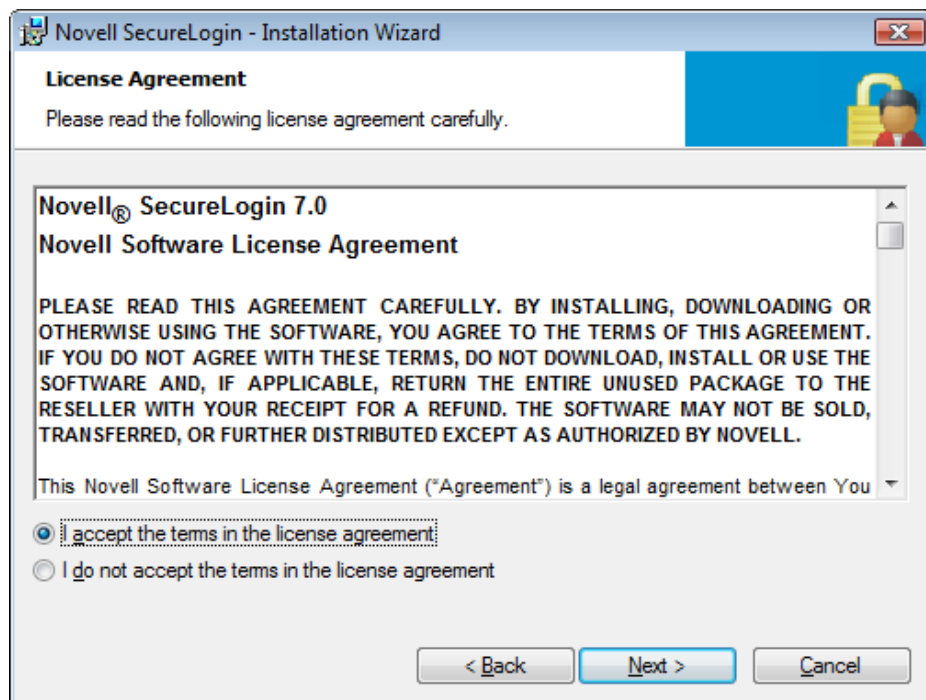 Novell SecureLogin - Installation Wizard
License Agreement
Please read the following license agreement carefully.
Novell® SecureLogin 7.0
Novell Software License Agreement
PLEASE READ THIS AGREEMENT CAREFULLY. BY INSTALLING, DOWNLOADING OR
OTHERWISE USING THE SOFTWARE, YOU AGREE TO THE TERMS OF THIS AGREEMENT.
IF YOU DO NOT AGREE WITH THESE TERMS, DO NOT DOWNLOAD, INSTALL OR USE THE
SOFTWARE AND, IF APPLICABLE, RETURN THE ENTIRE UNUSED PACKAGE TO THE
RESELLER WITH YOUR RECEIPT FOR A REFUND. THE SOFTWARE MAY NOT BE SOLD,
TRANSFERRED, OR FURTHER DISTRIBUTED EXCEPT AS AUTHORIZED BY NOVELL.
This Novell Software License Agreement (“Agreement”) is a legal agreement between You
I accept the terms in the license agreement
I do not accept the terms in the license agreement
< Back Next > Cancel